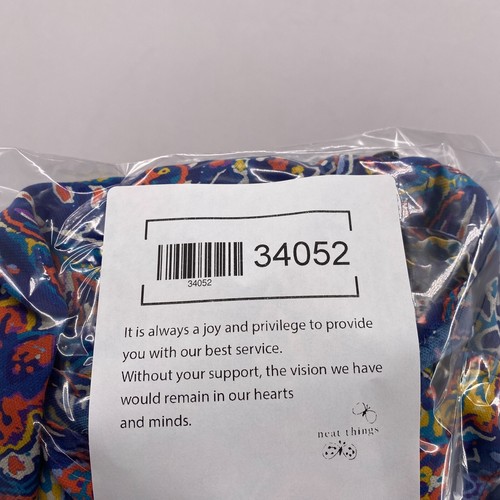 34052
34052
It is always a joy and privilege to provide
you with our best service.
Without your support, the vision we have
would remain in our hearts
and minds.
neat things